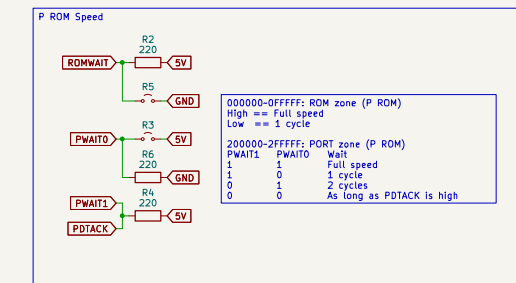 P ROM Speed
R2
220
ROMWAIT
5V
R5
GND
R3
PWAIT0
5V
R6
220
GND
R4
220
PWAIT1
5V
PDTACK
000000-0FFFFF: ROM zone (P ROM)
High == Full speed
Low == 1 cycle
200000-2FFFFF: PORT zone (P ROM)
PWAIT1 PWAIT0 Wait
1 1 Full speed
1 0 1 cycle
0 1 2 cycles
0 0 As long as PDTACK is high